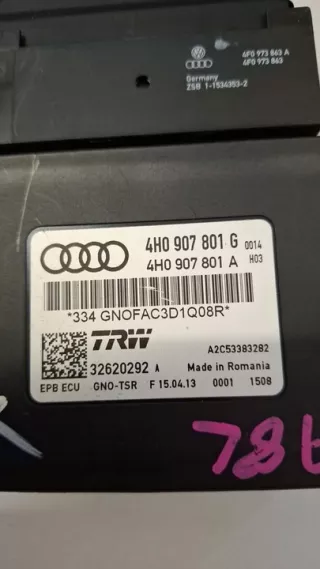 4F0 973 863 A
4F0 973 863
Germany
ZSB 1-1534353-2
4H0 907 801 G 0014
4H0 907 801 A H03
*334 GNOFAC3D1Q08R*
TRW A2C53383282
32620292 A Made in Romania
EPB ECU GNO-TSR F 15.04.13 0001 1508